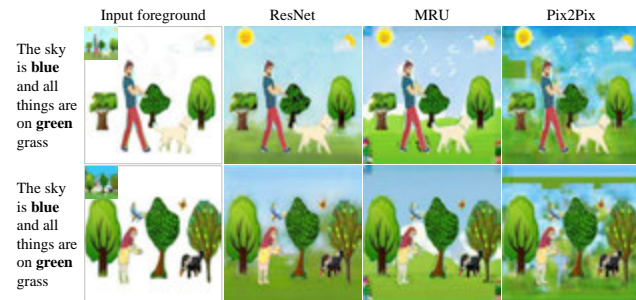 Input foreground ResNet MRU Pix2Pix
The sky
is blue
and all
things are
on green
grass
The sky
is blue
and all
things are
on green
grass